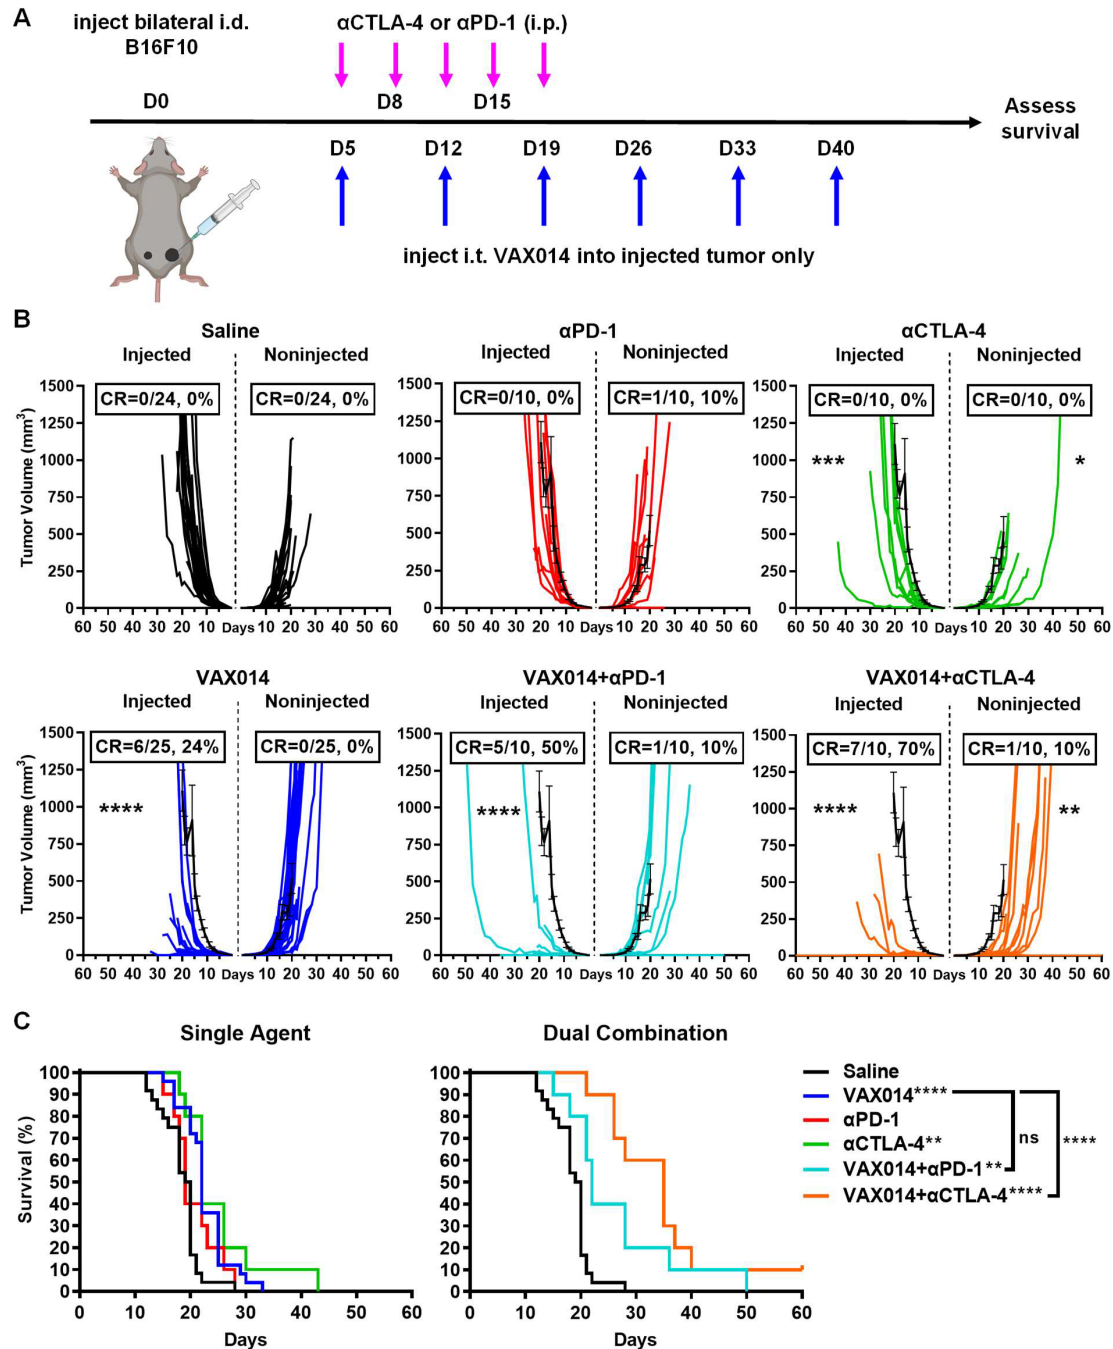 A
inject bilateral i.d.
B16F10
αCTLA-4 or αPD-1 (i.p.)
D0
D8
D15
Assess
survival
D5
D12
D19
D26
D33
D40
inject i.t. VAX014 into injected tumor only
B
Saline
Injected
Noninjected
CR=0/24, 0%
CR=0/24, 0%
Tumor Volume (mm³)
1500
1250
1000
750
500
250
0
60 50 40 30 20 10 Days 10 20 30 40 50 60
αPD-1
Injected
Noninjected
CR=0/10, 0%
CR=1/10, 10%
1500
1250
1000
750
500
250
0
60 50 40 30 20 10 Days 10 20 30 40 50 60
αCTLA-4
Injected
Noninjected
CR=0/10, 0%
CR=0/10, 0%
***
*
1500
1250
1000
750
500
250
0
60 50 40 30 20 10 Days 10 20 30 40 50 60
VAX014
Injected
Noninjected
CR=6/25, 24%
CR=0/25, 0%
****
Tumor Volume (mm³)
1500
1250
1000
750
500
250
0
60 50 40 30 20 10 Days 10 20 30 40 50 60
VAX014+αPD-1
Injected
Noninjected
CR=5/10, 50%
CR=1/10, 10%
****
1500
1250
1000
750
500
250
0
60 50 40 30 20 10 Days 10 20 30 40 50 60
VAX014+αCTLA-4
Injected
Noninjected
CR=7/10, 70%
CR=1/10, 10%
****
**
1500
1250
1000
750
500
250
0
60 50 40 30 20 10 Days 10 20 30 40 50 60
C
Single Agent
Survival (%)
100
90
80
70
60
50
40
30
20
10
0
0 10 20 30 40 50 60
Days
Dual Combination
100
90
80
70
60
50
40
30
20
10
0
0 10 20 30 40 50 60
Days
Saline
VAX014****
αPD-1
αCTLA-4**
VAX014+αPD-1**
VAX014+αCTLA-4****
ns
****